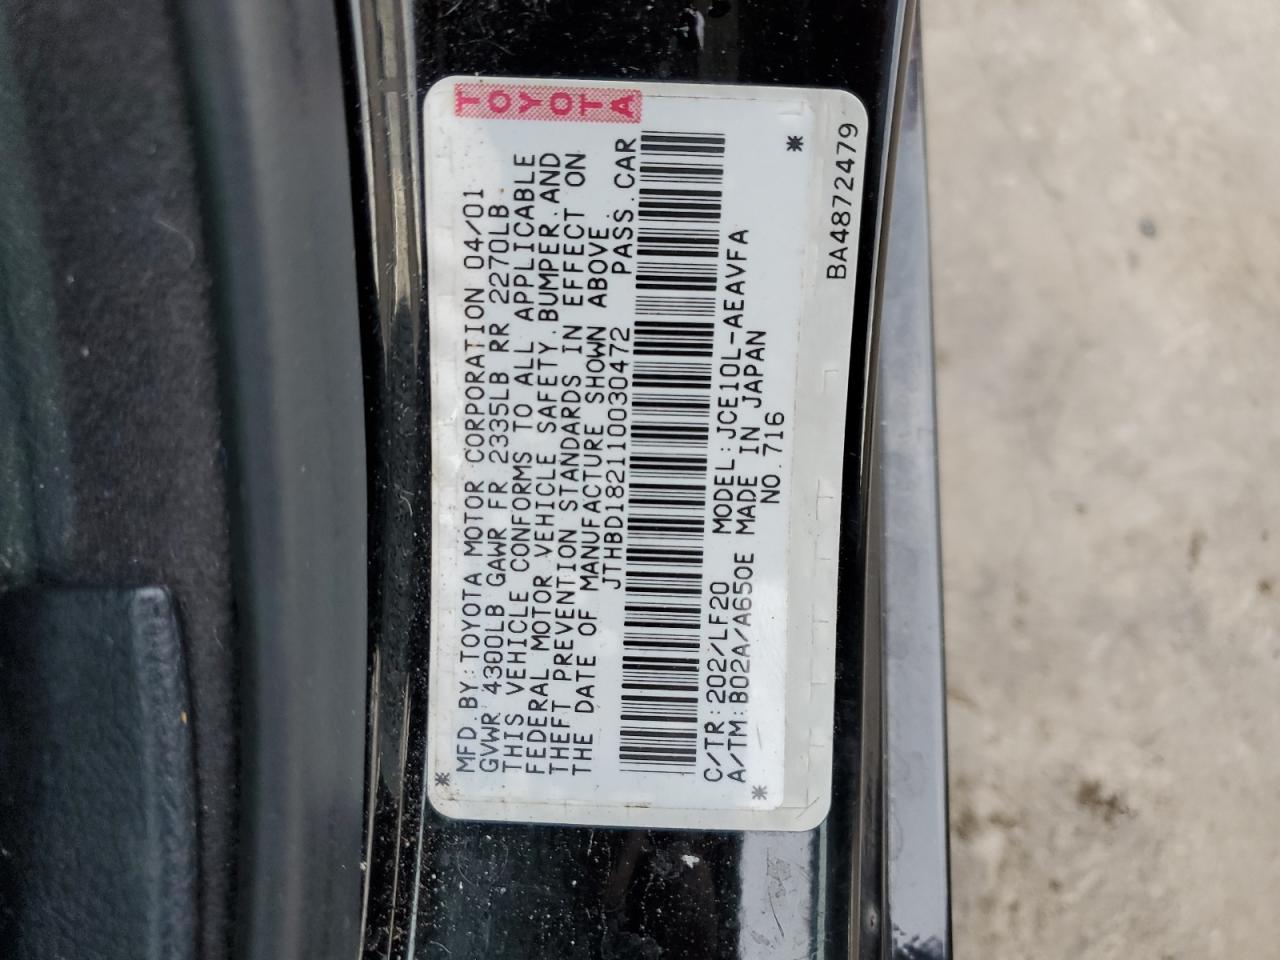 TOYOTA
MFD.BY:TOYOTA MOTOR CORPORATION 04/01
GVWR 4300LB GAWR FR 2335LB RR 2270LB
THIS VEHICLE CONFORMS TO ALL APPLICABLE
FEDERAL MOTOR VEHICLE SAFETY.BUMPER.AND
THEFT PREVENTION STANDARDS IN EFFECT ON
THE DATE OF MANUFACTURE SHOWN ABOVE.
JTHBD182110030472 PASS.CAR
C/TR:202/LF20 MODEL:JCE10L-AEAVFA
A/TM:B02A/A650E MADE IN JAPAN
NO.716
BA4872479